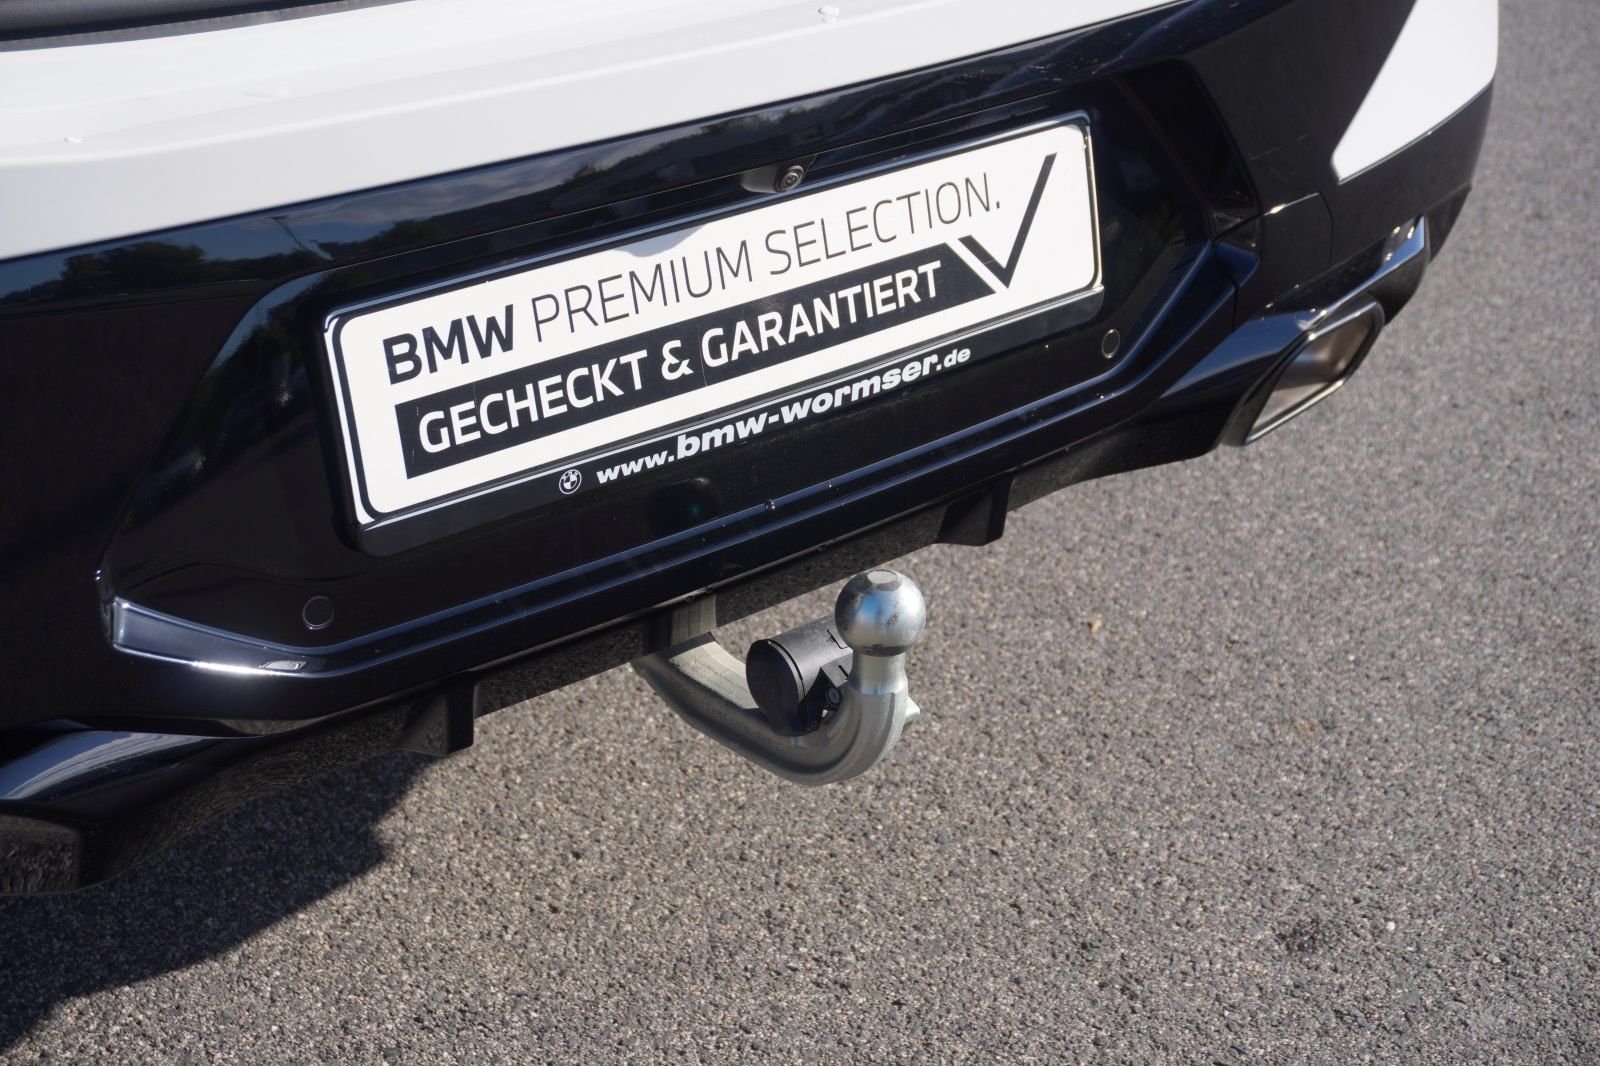 BMW PREMIUM SELECTION.
GECHECKT & GARANTIERT
www.bmw-wormser.de